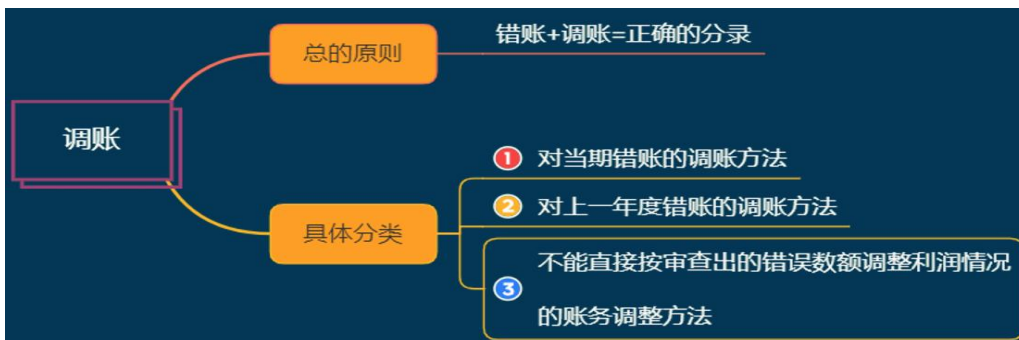 总的原则
错账+调账=正确的分录
调账
具体分类
1 对当期错账的调账方法
2 对上一年度错账的调账方法
3 不能直接按审查出的错误数额调整利润情况
的账务调整方法